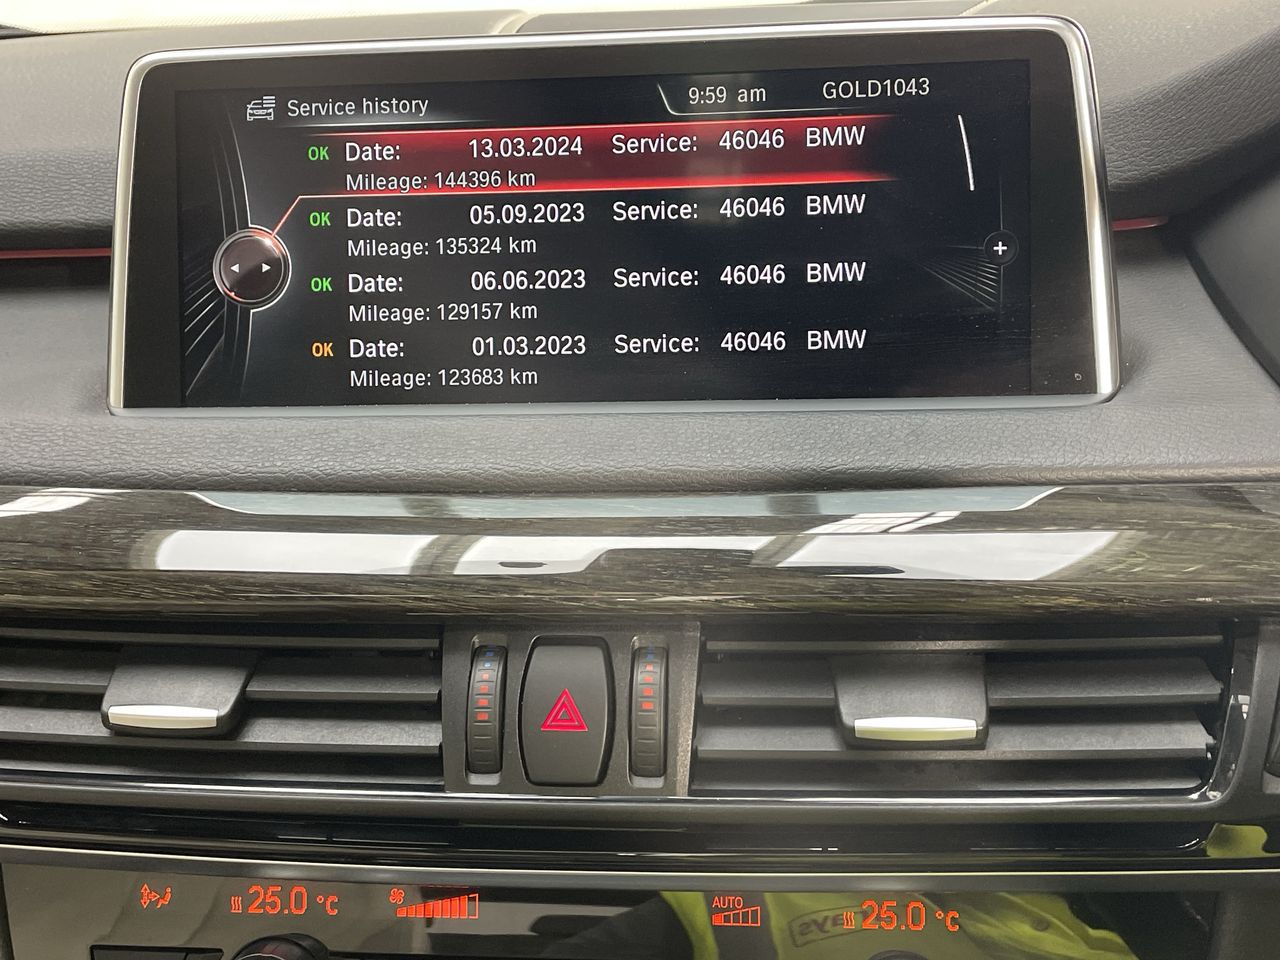 Service history 9:59 am GOLD1043
OK Date: 13.03.2024 Service: 46046 BMW
Mileage: 144396 km
OK Date: 05.09.2023 Service: 46046 BMW
Mileage: 135324 km
OK Date: 06.06.2023 Service: 46046 BMW
Mileage: 129157 km
OK Date: 01.03.2023 Service: 46046 BMW
Mileage: 123683 km
25.0 °C AUTO 25.0 °C